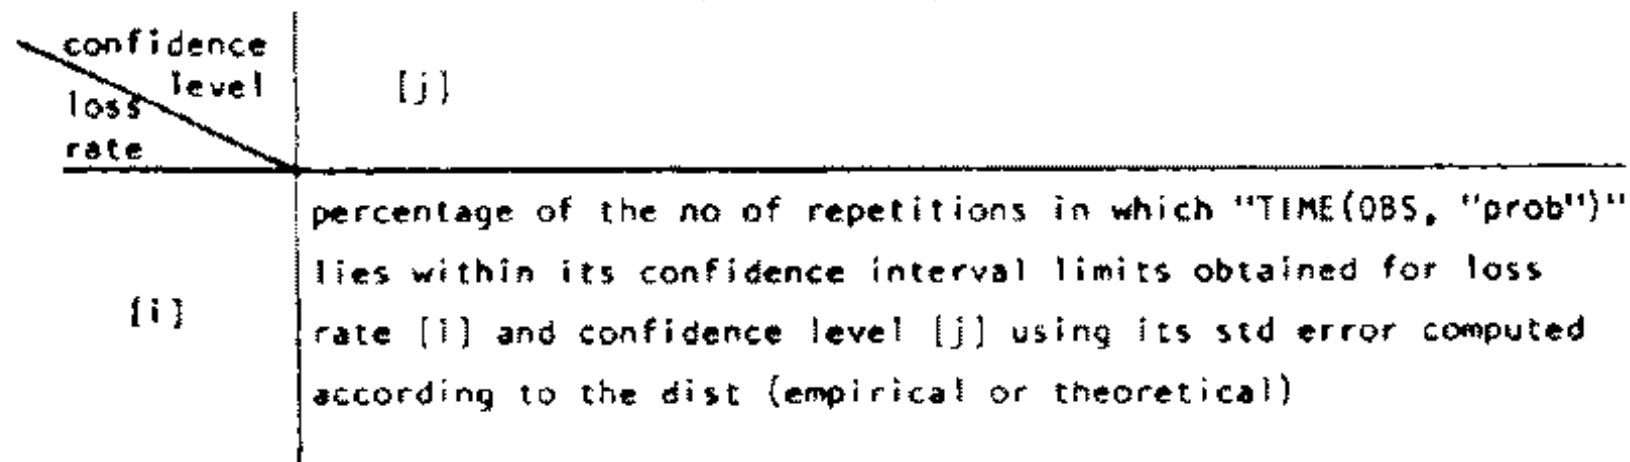 confidence
level
[j]
loss
rate
percentage of the no of repetitions in which "TIME(OBS, "prob")"
lies within its confidence interval limits obtained for loss
[i]
rate [i] and confidence level [j] using its std error computed
according to the dist (empirical or theoretical)